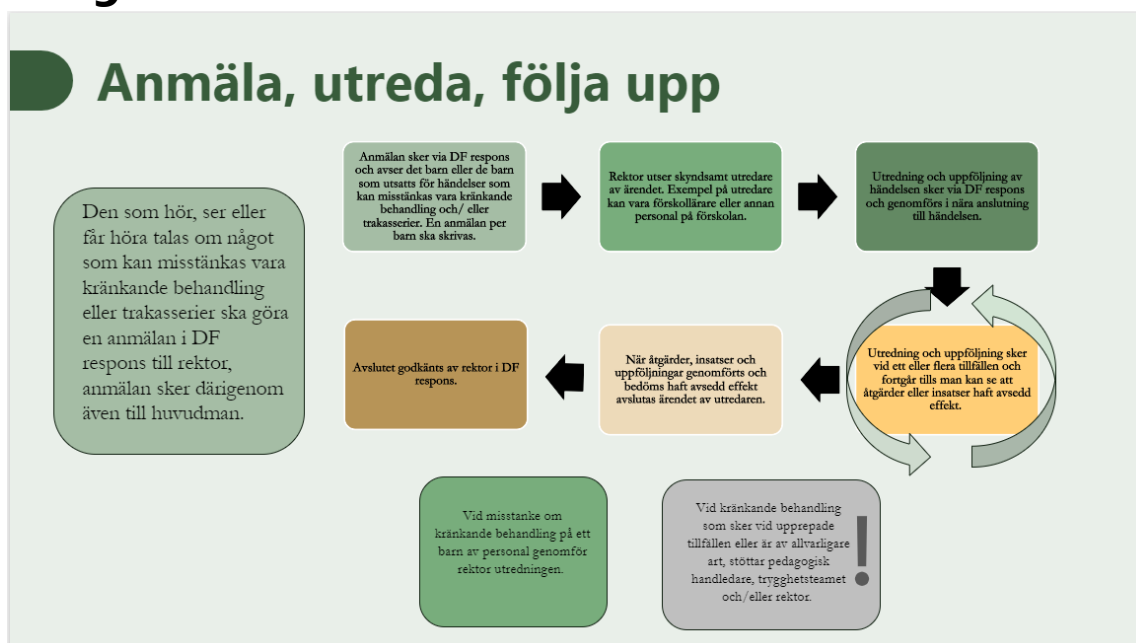 Anmäla, utreda, följa upp
Den som hör, ser eller
får höra talas om något
som kan misstänkas vara
kränkande behandling
eller trakasserier ska göra
en anmälan i DF
respons till rektor,
anmälan sker därigenom
även till huvudman.
Anmälan sker via DF respons
och avser det barn eller de barn
som utsatts för händelser som
kan misstänkas vara kränkande
behandling och/ eller
trakasserier. En anmälan per
barn ska skrivas.
Rektor utser skyndsamt utredare
av ärendet. Exempel på utredare
kan vara förskollärare eller annan
personal på förskolan.
Utredning och uppföljning av
händelsen sker via DF respons
och genomförs i nära anslutning
till händelsen.
Utredning och uppföljning sker
vid ett eller flera tillfällen och
fortgår tills man kan se att
åtgärder eller insatser haft avsedd
effekt.
När åtgärder, insatser och
uppföljningar genomförts och
bedöms haft avsedd effekt
avslutas ärendet av utredaren.
Avslutet godkänts av rektor i DF
respons.
Vid misstanke om
kränkande behandling på ett
barn av personal genomför
rektor utredningen.
Vid kränkande behandling
som sker vid upprepade
tillfällen eller är av allvarligare
art, stöttar pedagogisk
handledare, trygghetsteamet
och/eller rektor.
!